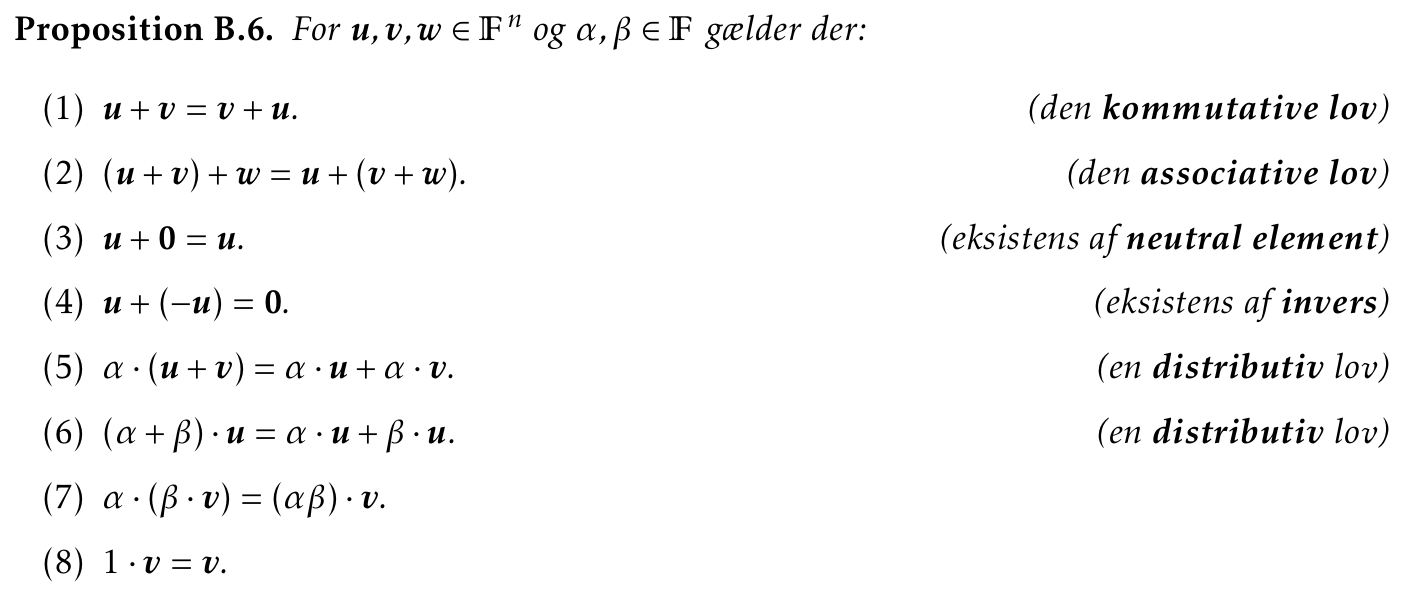 Proposition B.6. For u, v, w ∈ 𝔽ⁿ og α, β ∈ 𝔽 gælder der:
(1) u + v = v + u. (den kommutative lov)
(2) (u + v) + w = u + (v + w). (den associative lov)
(3) u + 0 = u. (eksistens af neutral element)
(4) u + (−u) = 0. (eksistens af invers)
(5) α · (u + v) = α · u + α · v. (en distributiv lov)
(6) (α + β) · u = α · u + β · u. (en distributiv lov)
(7) α · (β · v) = (αβ) · v.
(8) 1 · v = v.